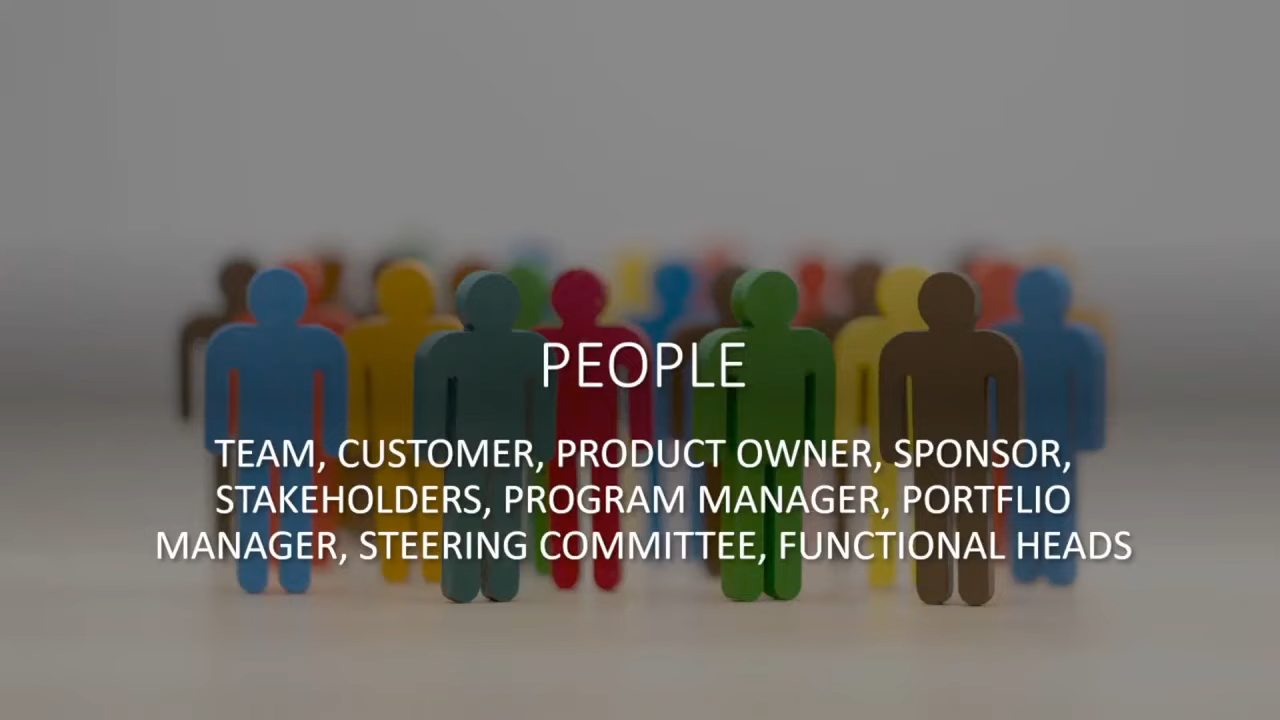 PEOPLE
TEAM, CUSTOMER, PRODUCT OWNER, SPONSOR,
STAKEHOLDERS, PROGRAM MANAGER, PORTFLIO
MANAGER, STEERING COMMITTEE, FUNCTIONAL HEADS